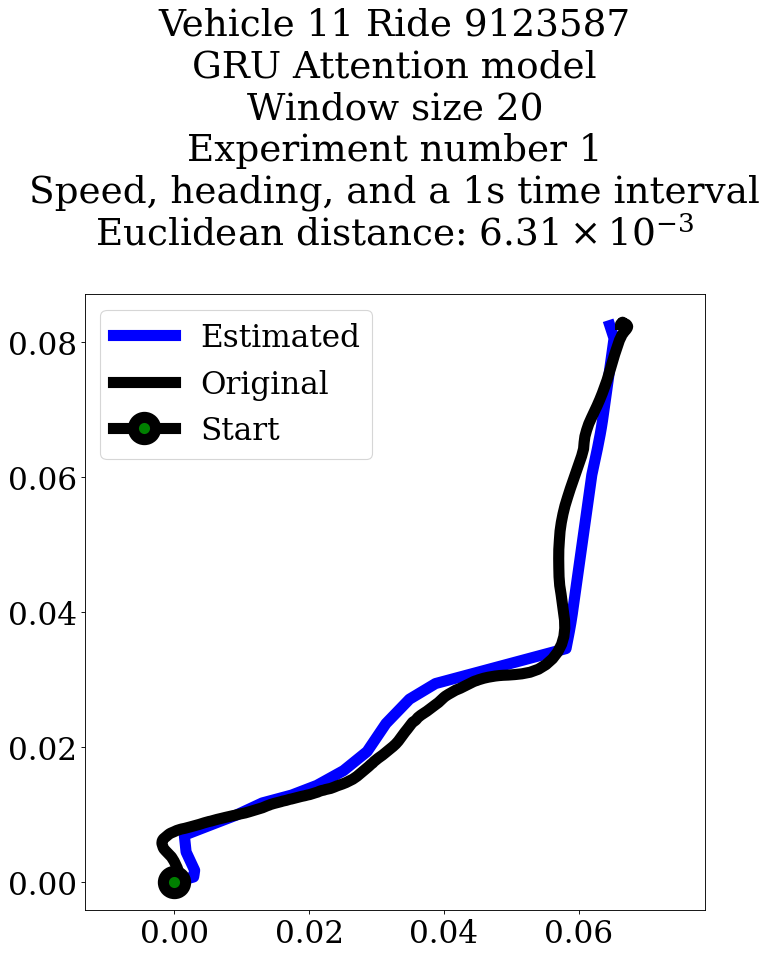 Vehicle 11 Ride 9123587
GRU Attention model
Window size 20
Experiment number 1
Speed, heading, and a 1s time interval
Euclidean distance: 6.31 × 10⁻³
Estimated
Original
Start
0.08
0.06
0.04
0.02
0.00
0.00 0.02 0.04 0.06